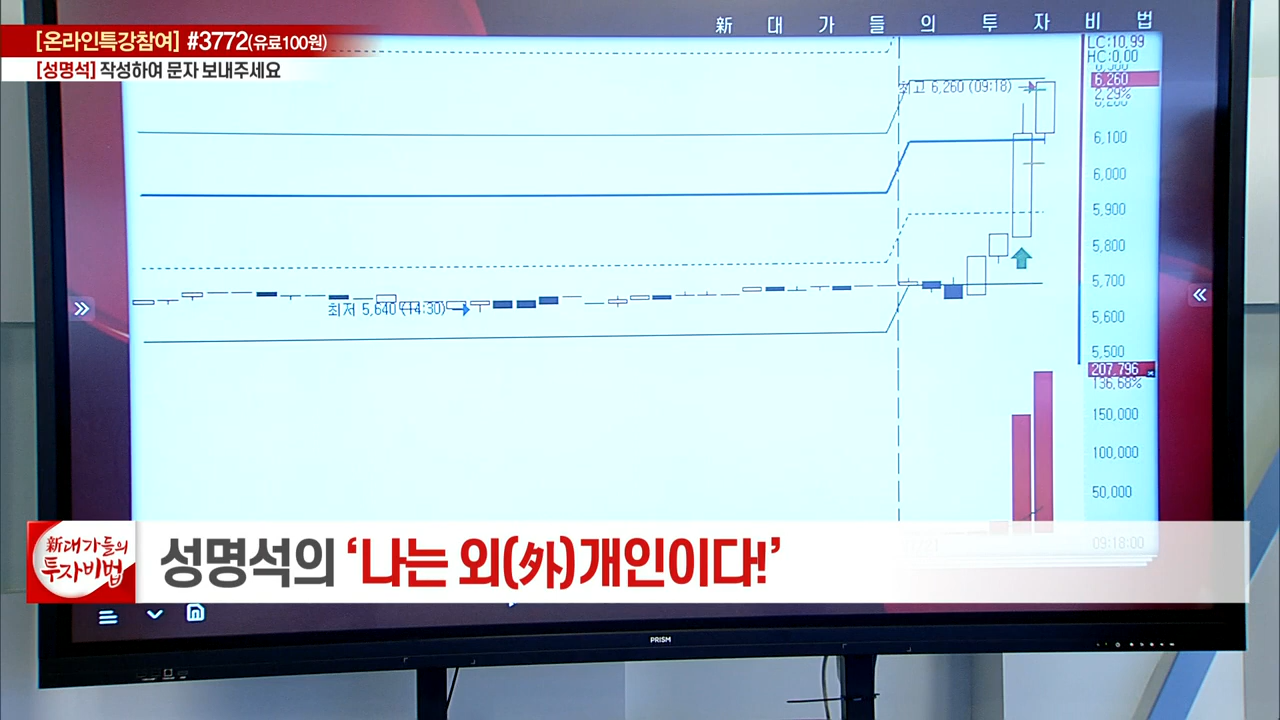 新 대 가 들 의 투 자 비 법
[온라인특강참여] #3772(유료100원)
[성명석] 작성하여 문자 보내주세요
LC:10.99
HC:0.00
6,300
6,260
2.29%
6,200
최고 6,260 (09:18)
6,100
6,000
5,900
5,800
5,700
최저 5,640 (14:30)
5,600
5,500
207,796
136.68%
150,000
100,000
50,000
09:18:00
新대가들의
투자비법
성명석의 ‘나는 외(外)개인이다!’
PRISM